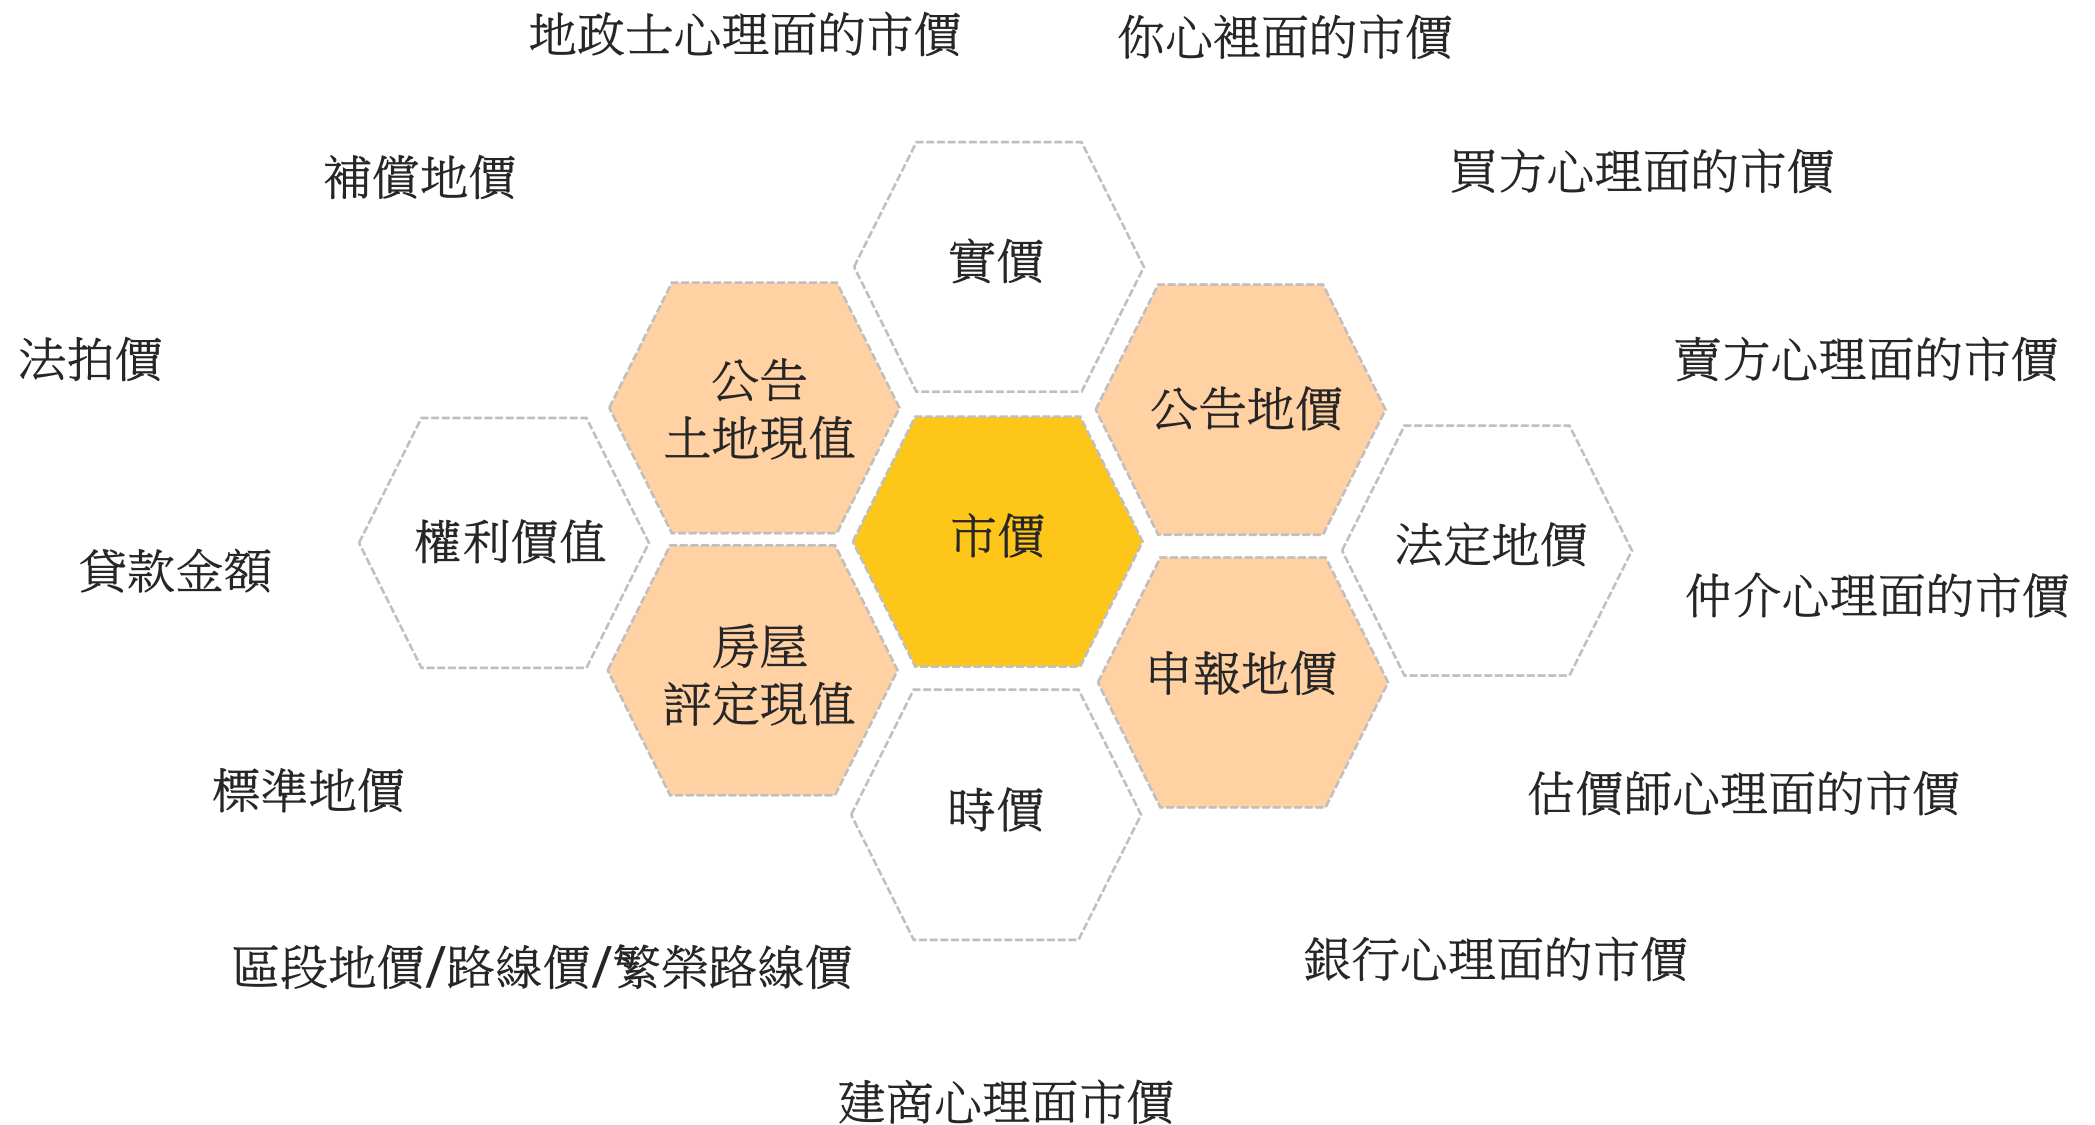 地政士心理面的市價
你心裡面的市價
補償地價
買方心理面的市價
實價
法拍價
賣方心理面的市價
公告
土地現值
公告地價
權利價值
市價
法定地價
貸款金額
仲介心理面的市價
房屋
評定現值
申報地價
標準地價
時價
估價師心理面的市價
區段地價/路線價/繁榮路線價
銀行心理面的市價
建商心理面市價